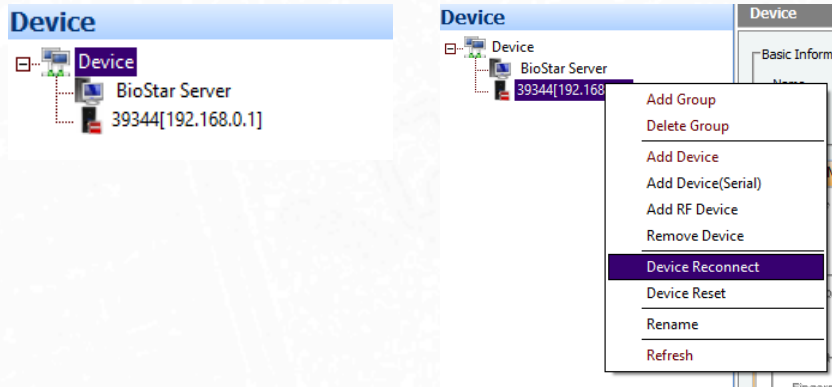 Device
Device
BioStar Server
39344[192.168.0.1]
Device
Device
BioStar Server
39344[192.168
Add Group
Delete Group
Add Device
Add Device(Serial)
Add RF Device
Remove Device
Device Reconnect
Device Reset
Rename
Refresh
Device
Basic Inform